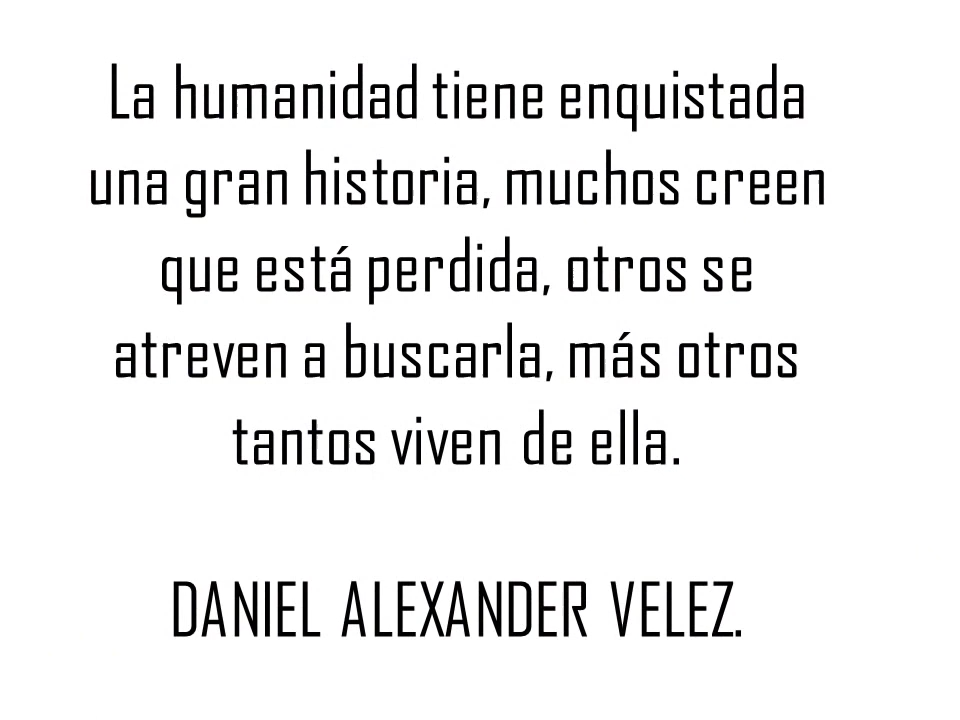 La humanidad tiene enquistada
una gran historia, muchos creen
que está perdida, otros se
atreven a buscarla, más otros
tantos viven de ella.
DANIEL ALEXANDER VELEZ.